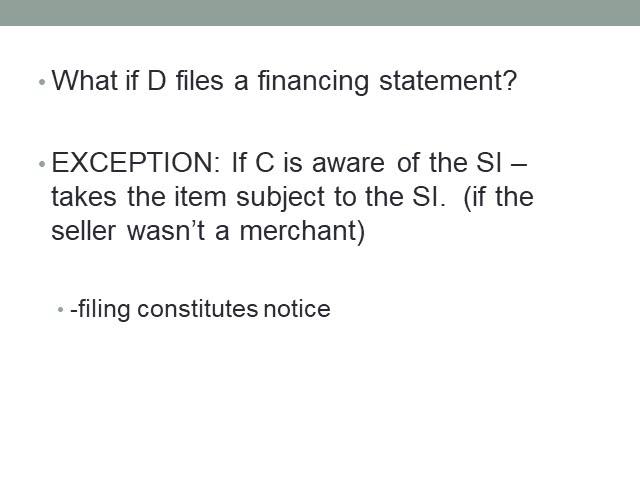 • What if D files a financing statement?
• EXCEPTION: If C is aware of the SI –
takes the item subject to the SI.  (if the
seller wasn’t a merchant)
• -filing constitutes notice